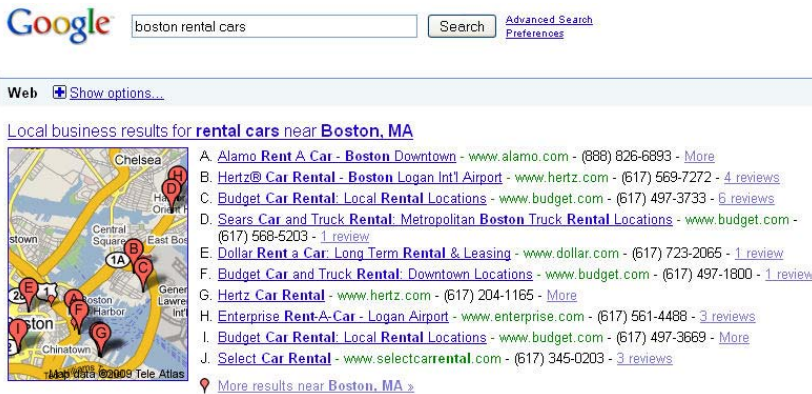 Google boston rental cars Search Advanced Search
Preferences
Web Show options...
Local business results for rental cars near Boston, MA
A. Alamo Rent A Car - Boston Downtown - www.alamo.com - (888) 826-6893 - More
B. Hertz® Car Rental - Boston Logan Int'l Airport - www.hertz.com - (617) 569-7272 - 4 reviews
C. Budget Car Rental: Local Rental Locations - www.budget.com - (617) 497-3733 - 6 reviews
D. Sears Car and Truck Rental: Metropolitan Boston Truck Rental Locations - www.budget.com -
(617) 568-5203 - 1 review
E. Dollar Rent a Car: Long Term Rental & Leasing - www.dollar.com - (617) 723-2065 - 1 review
F. Budget Car and Truck Rental: Downtown Locations - www.budget.com - (617) 497-1800 - 1 review
G. Hertz Car Rental - www.hertz.com - (617) 204-1165 - More
H. Enterprise Rent-A-Car - Logan Airport - www.enterprise.com - (617) 561-4488 - 3 reviews
I. Budget Car Rental: Local Rental Locations - www.budget.com - (617) 497-3669 - More
J. Select Car Rental - www.selectcarrental.com - (617) 345-0203 - 3 reviews
More results near Boston, MA »
Chelsea
H
D
Orient H
Central
Square
East Bos
stown
B
1A
C
Gener
Lawre
Int'l
E
28
1
A
Boston
Harbor
F
ston
G
I
Chinatown
Map data ©2009 Tele Atlas